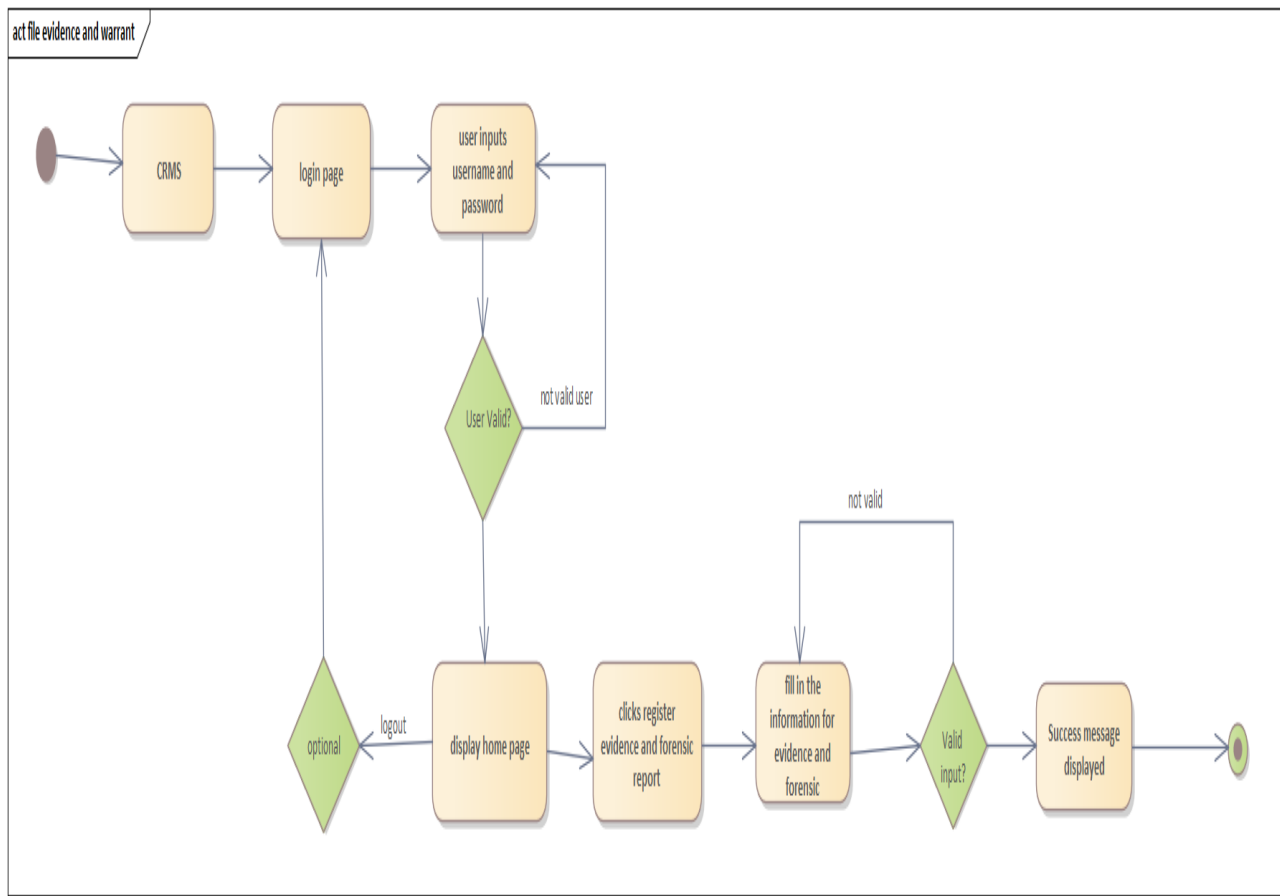 act file evidence and warrant
CRMS
login page
user inputs
username and
password
User Valid?
not valid user
not valid
optional
logout
display home page
clicks register
evidence and forensic
report
fill in the
information for
evidence and
forensic
Valid
input?
Success message
displayed